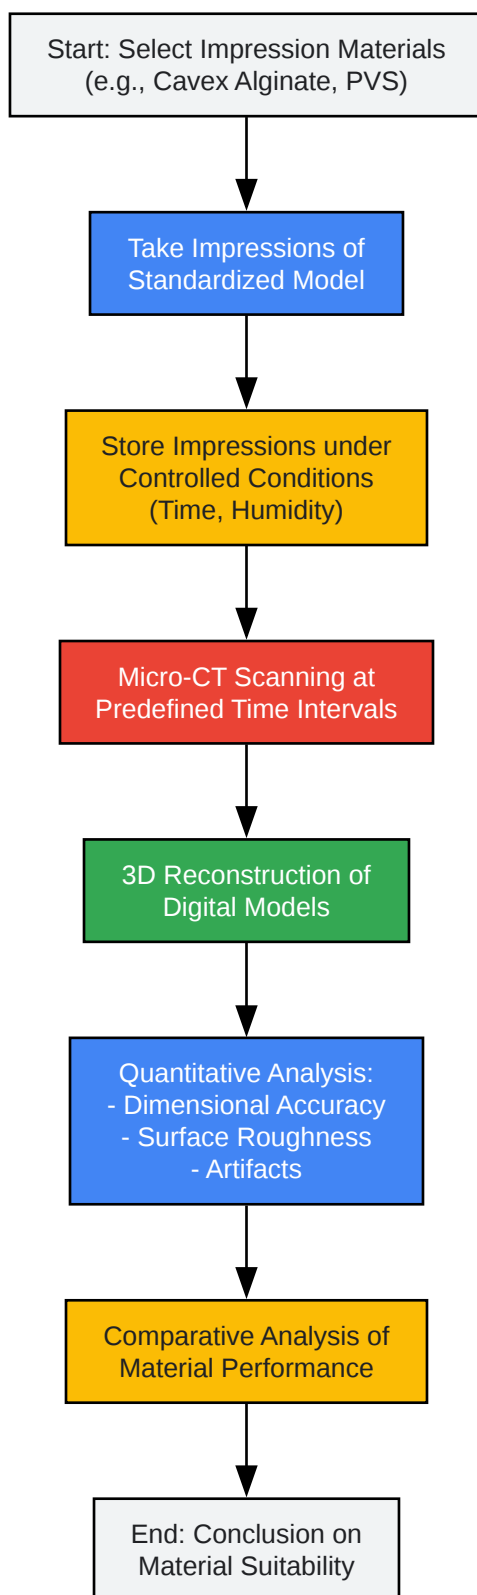 Start: Select Impression Materials
(e.g., Cavex Alginate, PVS)
Take Impressions of
Standardized Model
Store Impressions under
Controlled Conditions
(Time, Humidity)
Micro-CT Scanning at
Predefined Time Intervals
3D Reconstruction of
Digital Models
Quantitative Analysis:
- Dimensional Accuracy
- Surface Roughness
- Artifacts
Comparative Analysis of
Material Performance
End: Conclusion on
Material Suitability